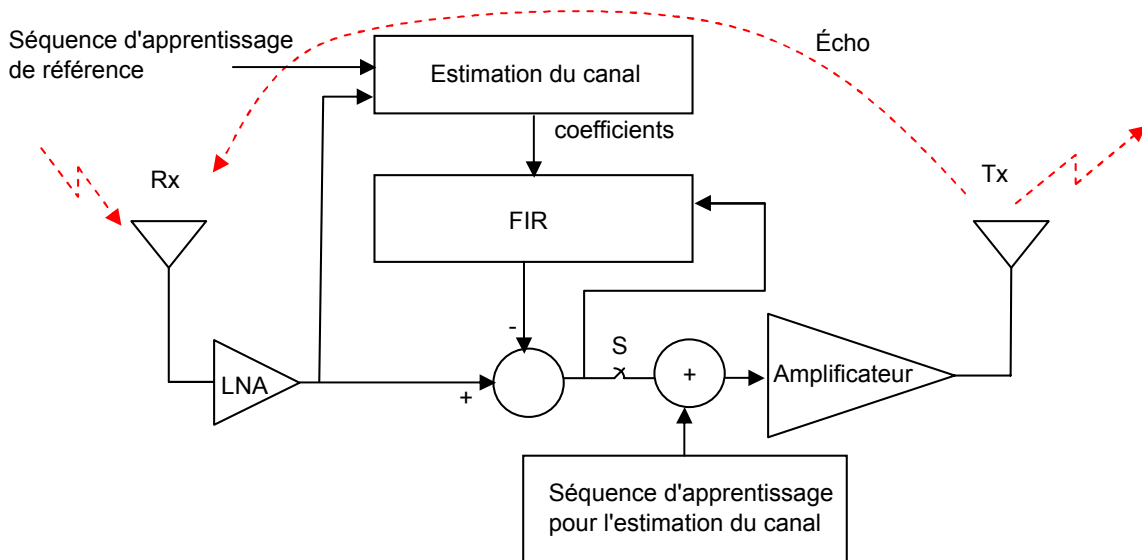 Séquence d'apprentissage
de référence
Écho
Estimation du canal
coefficients
Rx
Tx
FIR
-
S
LNA
+
+
Amplificateur
Séquence d'apprentissage
pour l'estimation du canal